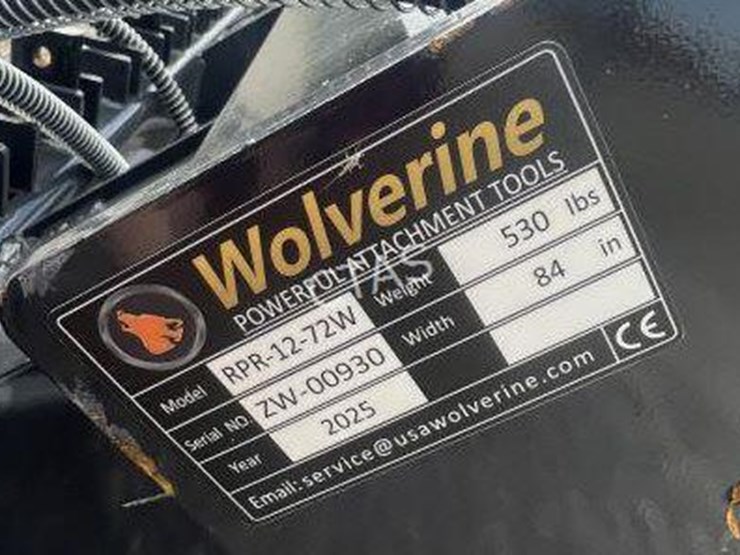 Wolverine
POWERFUL ATTACHMENT TOOLS
Model RPR-12-72W Weight 530 lbs
Serial NO ZW-00930 Width 84 in
Year 2025
Email: service@usawolverine.com CE